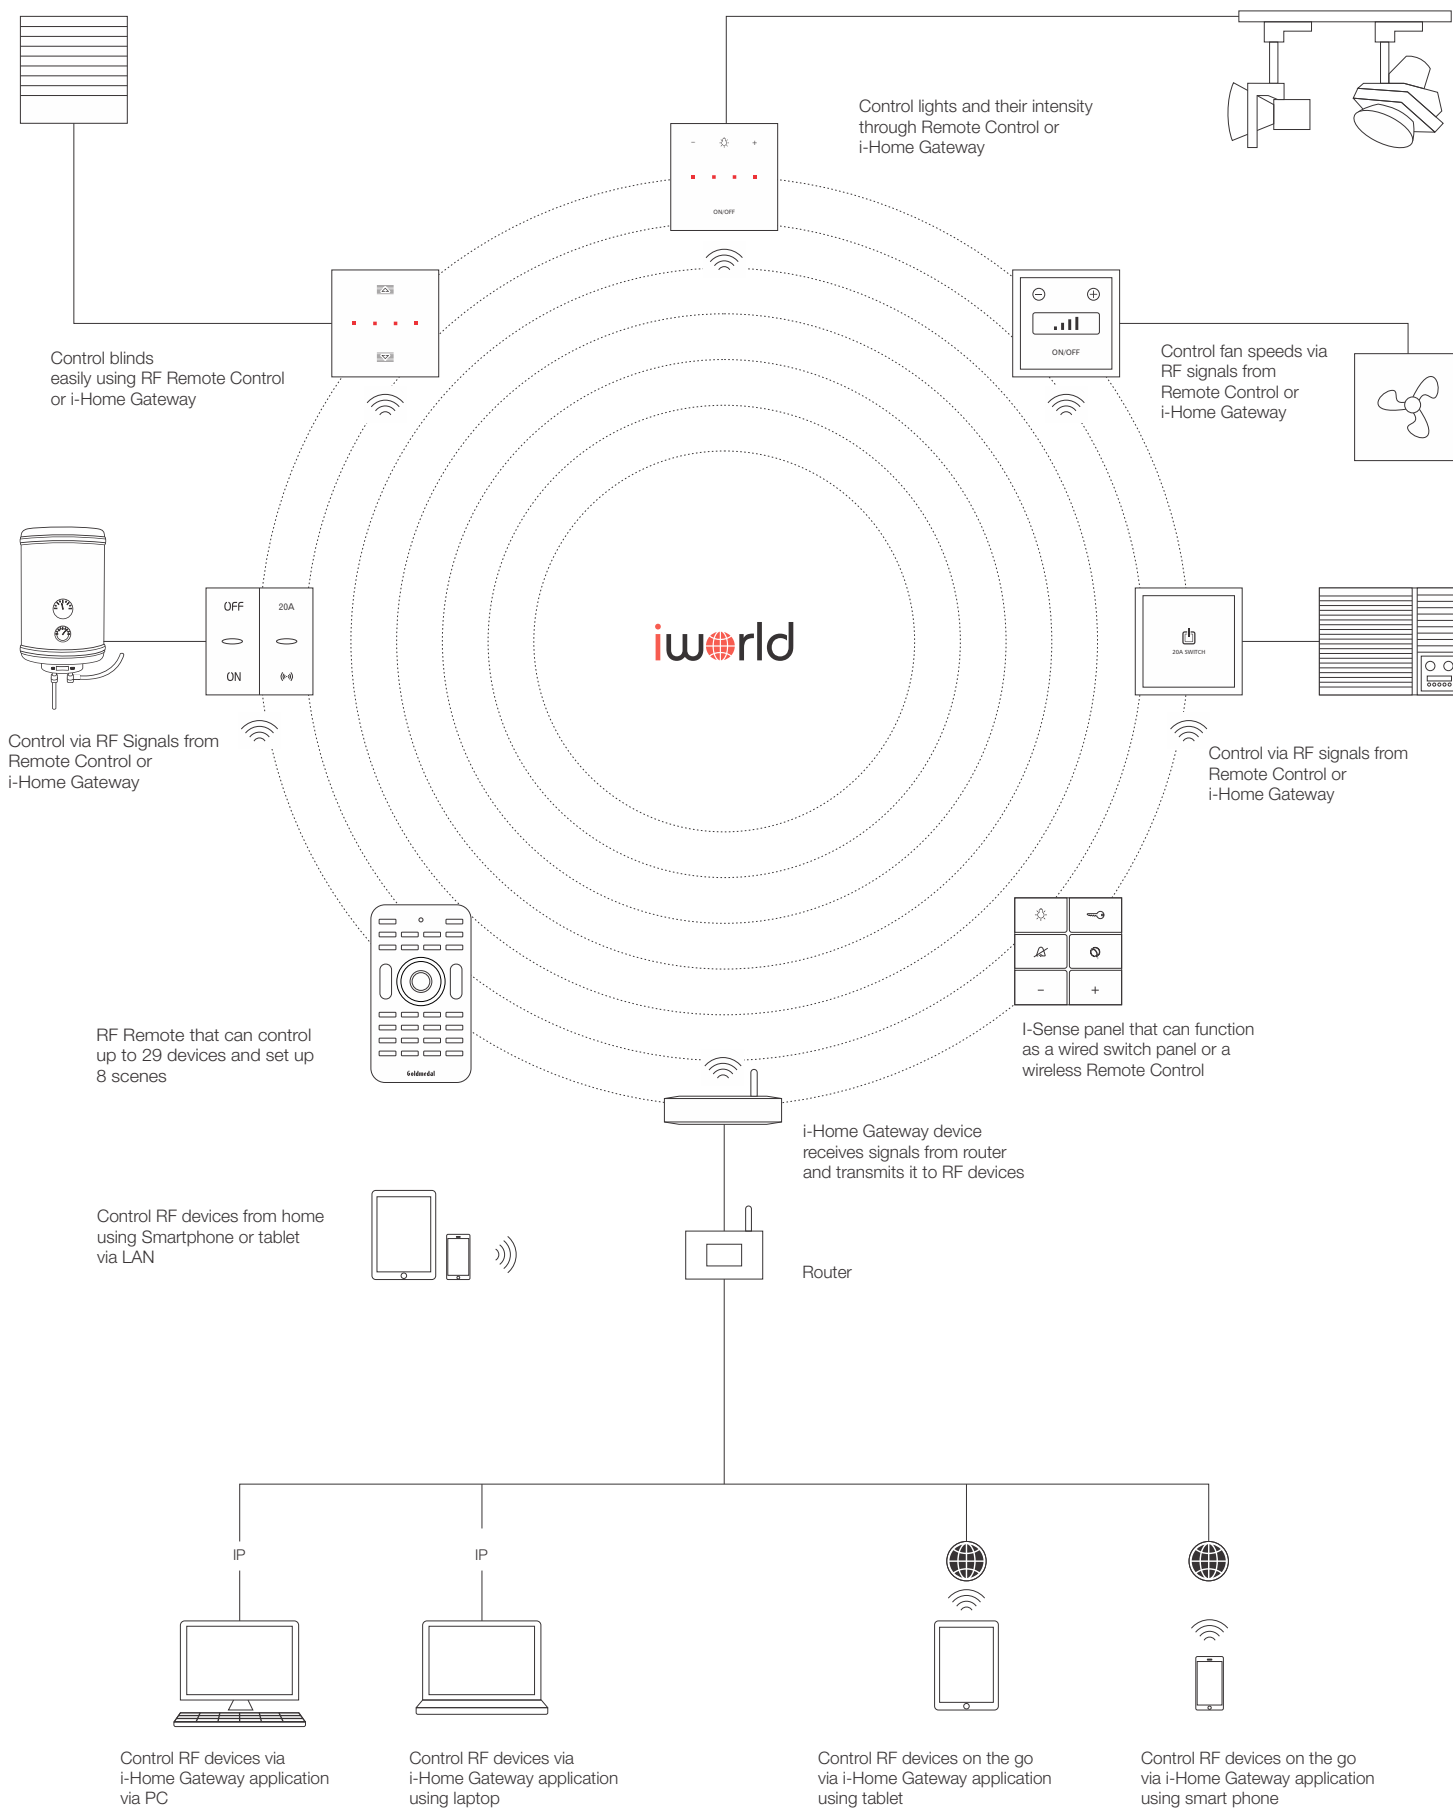 Control lights and their intensity
through Remote Control or
i-Home Gateway
- +
ON/OFF
Control blinds
easily using RF Remote Control
or i-Home Gateway
ON/OFF
Control fan speeds via
RF signals from
Remote Control or
i-Home Gateway
OFF 20A
ON
iworld
20A SWITCH
Control via RF Signals from
Remote Control or
i-Home Gateway
Control via RF signals from
Remote Control or
i-Home Gateway
- +
RF Remote that can control
up to 29 devices and set up
8 scenes
Goldmedal
I-Sense panel that can function
as a wired switch panel or a
wireless Remote Control
i-Home Gateway device
receives signals from router
and transmits it to RF devices
Control RF devices from home
using Smartphone or tablet
via LAN
Router
IP
IP
Control RF devices via
i-Home Gateway application
via PC
Control RF devices via
i-Home Gateway application
using laptop
Control RF devices on the go
via i-Home Gateway application
using tablet
Control RF devices on the go
via i-Home Gateway application
using smart phone